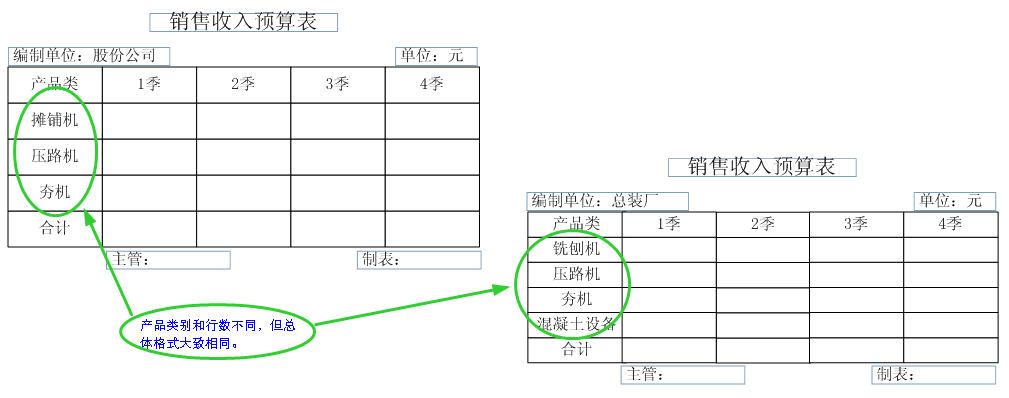 销售收入预算表
编制单位：股份公司 单位：元
产品类 1季 2季 3季 4季
摊铺机
压路机
夯机
合计
主管： 制表：
销售收入预算表
编制单位：总装厂 单位：元
产品类 1季 2季 3季 4季
铣刨机
压路机
夯机
混凝土设备
合计
主管： 制表：
产品类别和行数不同，但总
体格式大致相同。